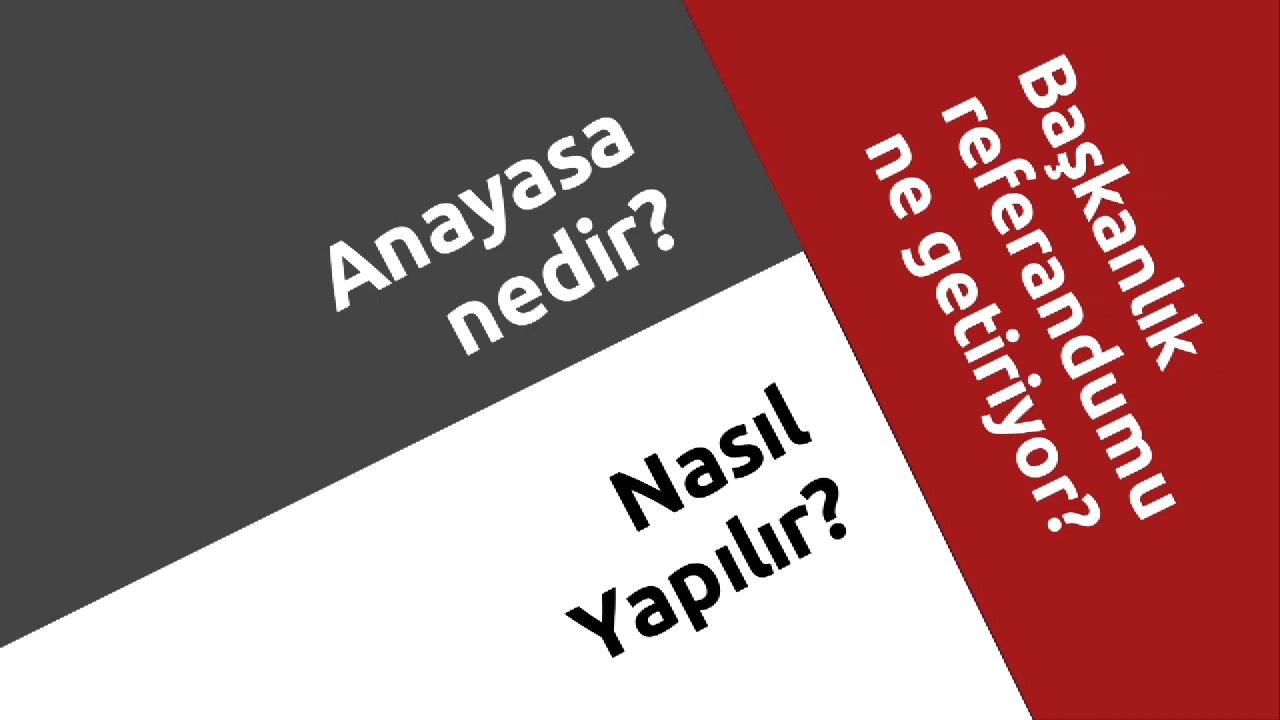 Anayasa
nedir?
Nasıl
Yapılır?
Başkanlık
referandumu
ne getiriyor?